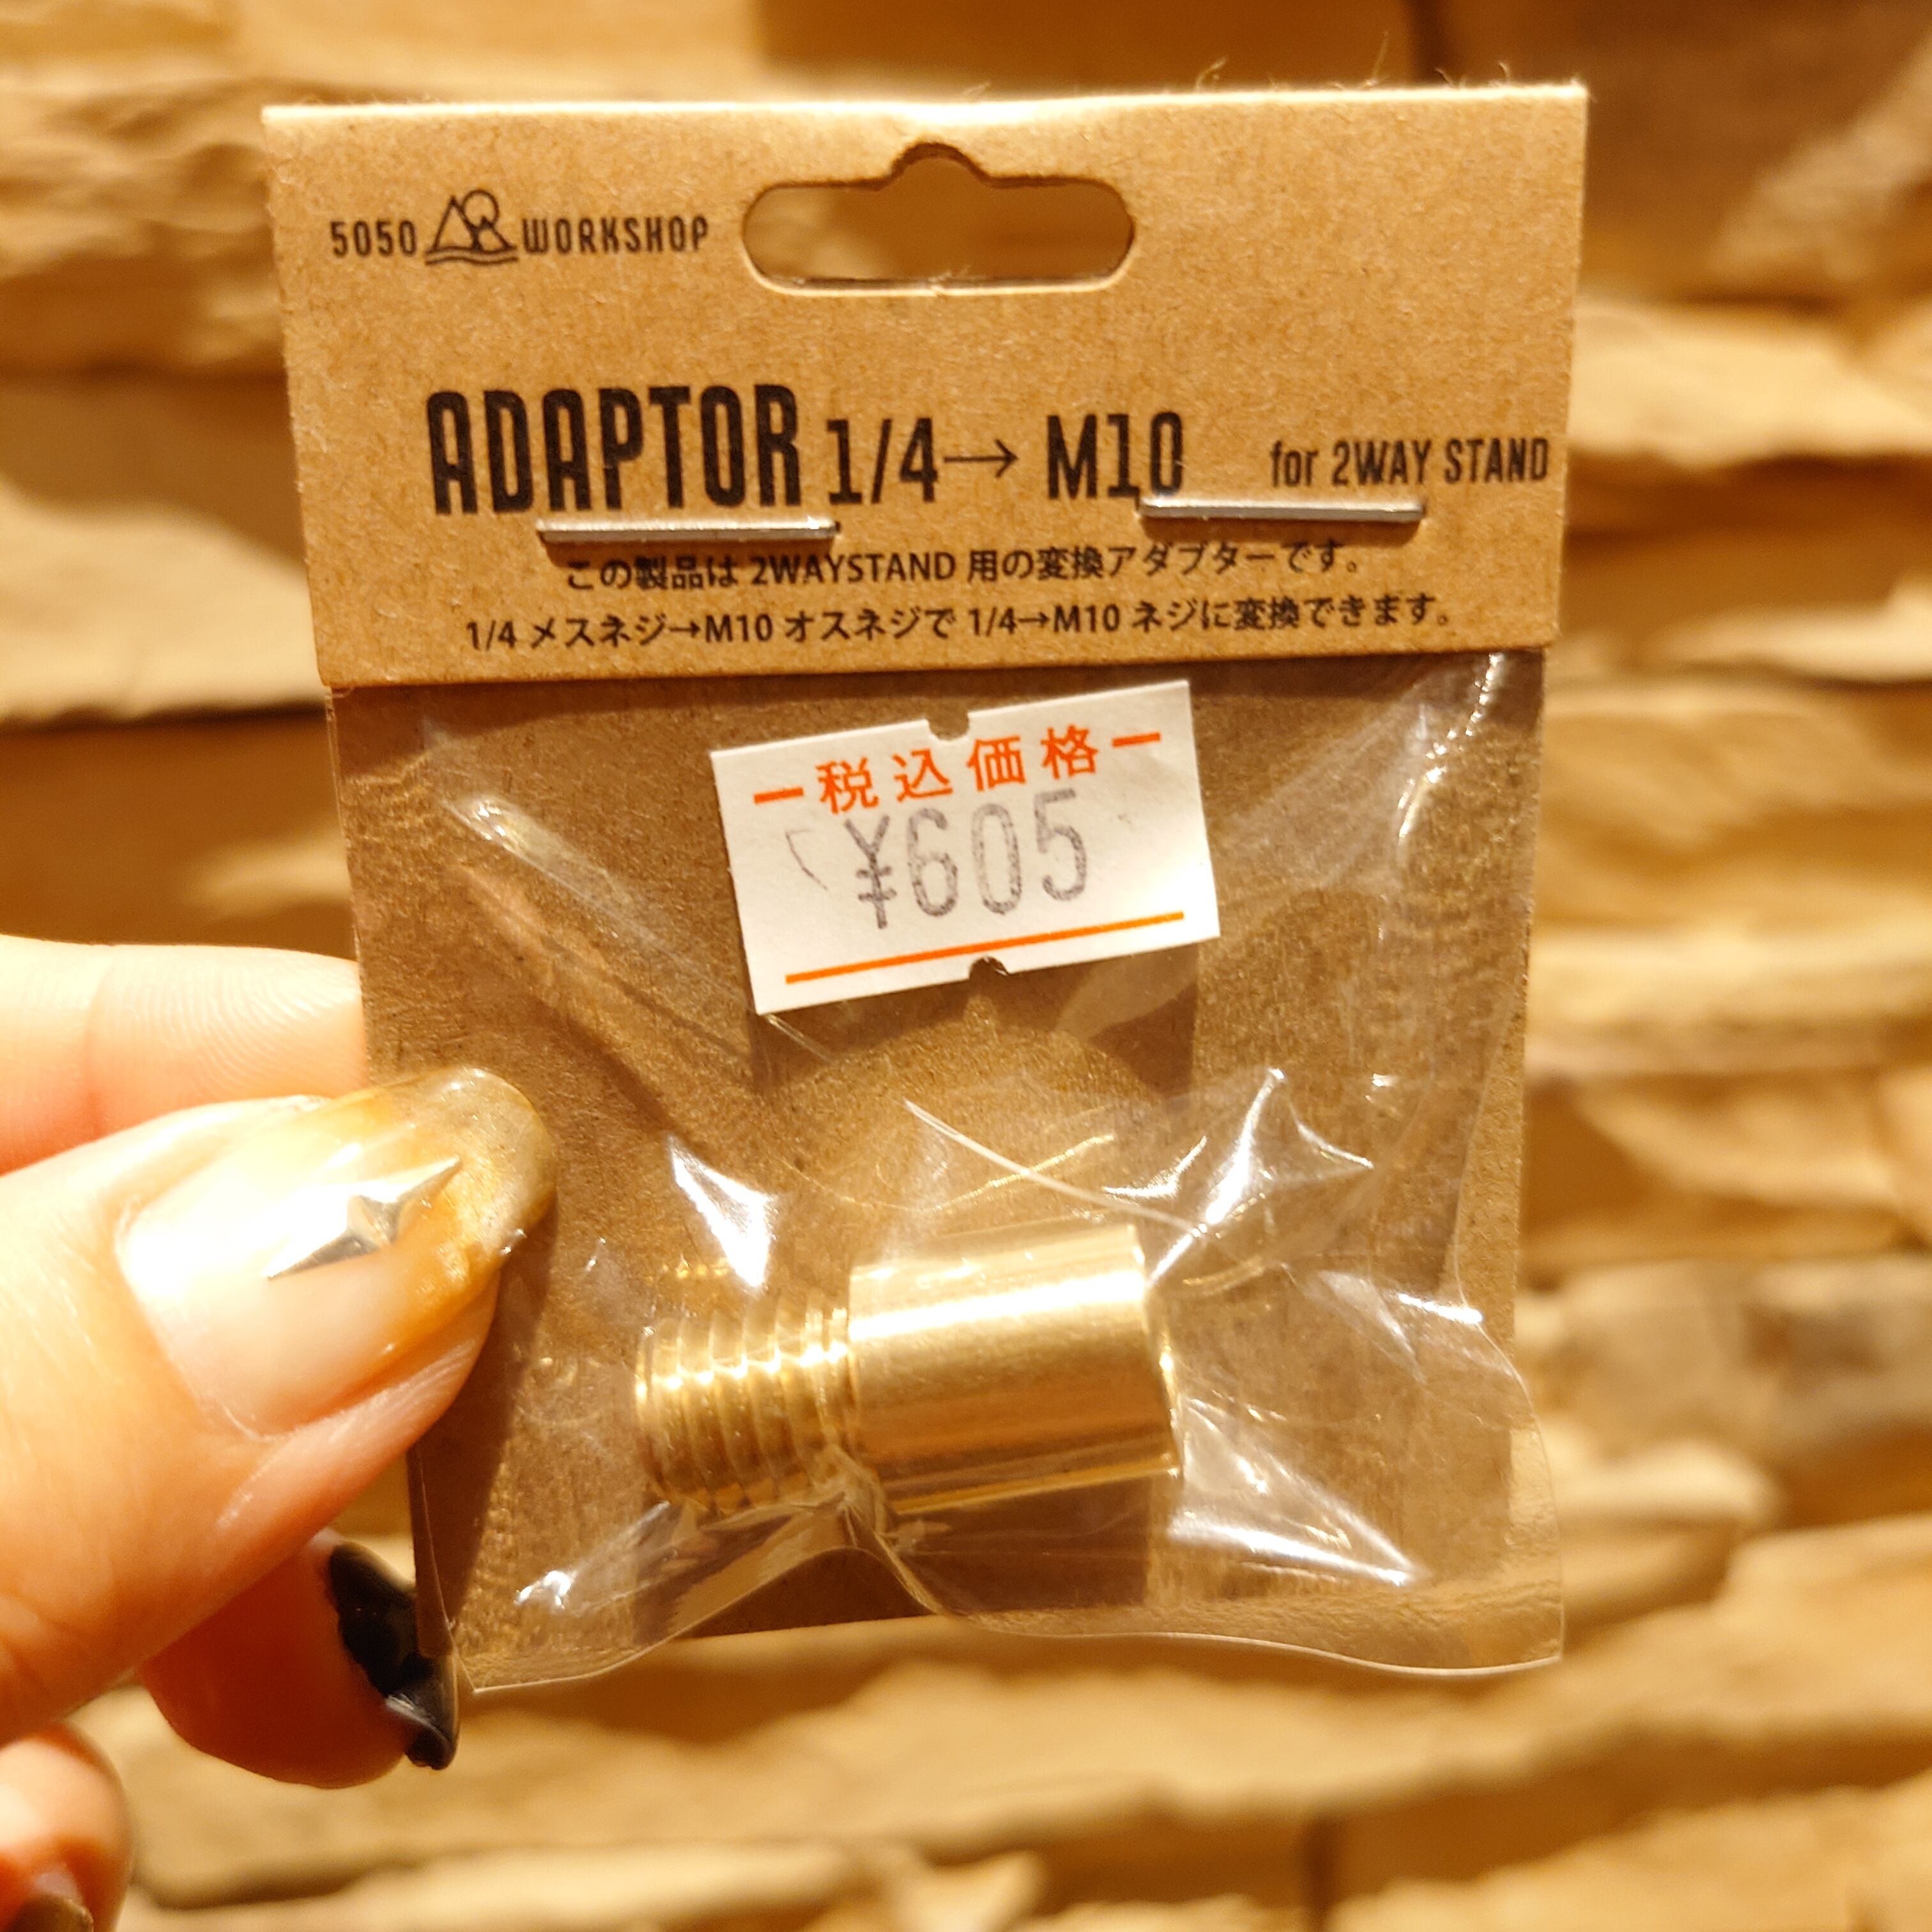 5050 WORKSHOP
ADAPTOR 1/4→ M10 for 2WAY STAND
この製品は 2WAYSTAND 用の変換アダプターです。
1/4 メスネジ→M10 オスネジで 1/4→M10 ネジに変換できます。
ー税込価格ー
¥605